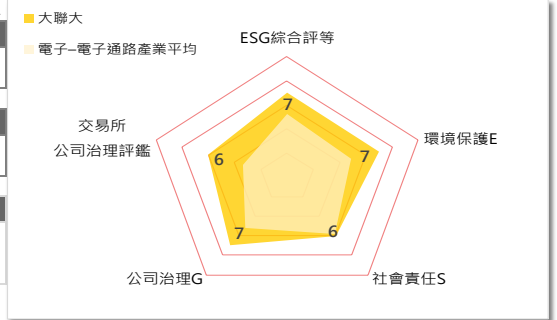 大聯大
電子–電子通路產業平均
ESG綜合評等
7
環境保護E
7
交易所
公司治理評鑑
6
7
6
公司治理G
社會責任S